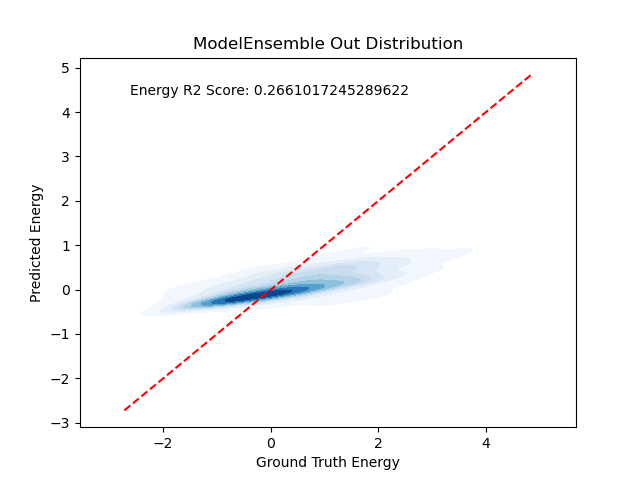 ModelEnsemble Out Distribution
Energy R2 Score: 0.2661017245289622
5
4
3
2
1
0
−1
−2
−3
Predicted Energy
−2 0 2 4
Ground Truth Energy